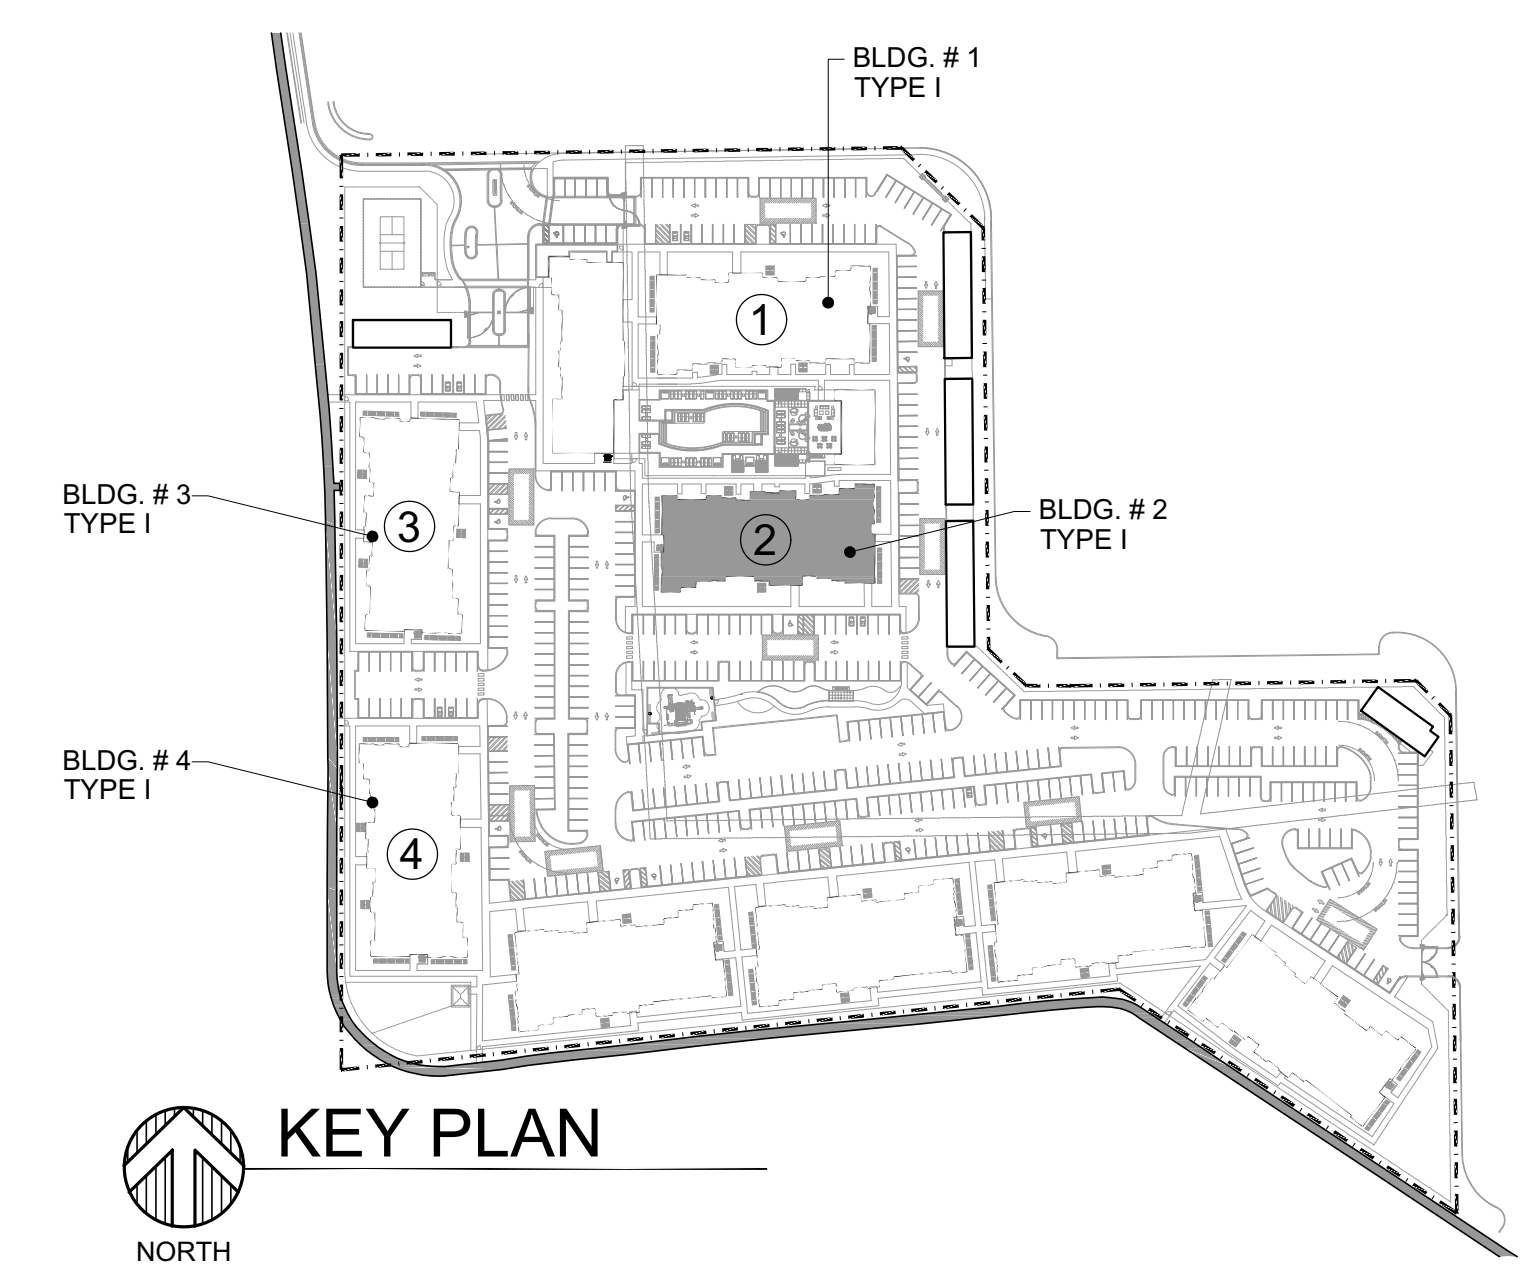 BLDG. # 1
TYPE I
1
BLDG. # 3
TYPE I
3
2
BLDG. # 2
TYPE I
BLDG. # 4
TYPE I
4
KEY PLAN
NORTH